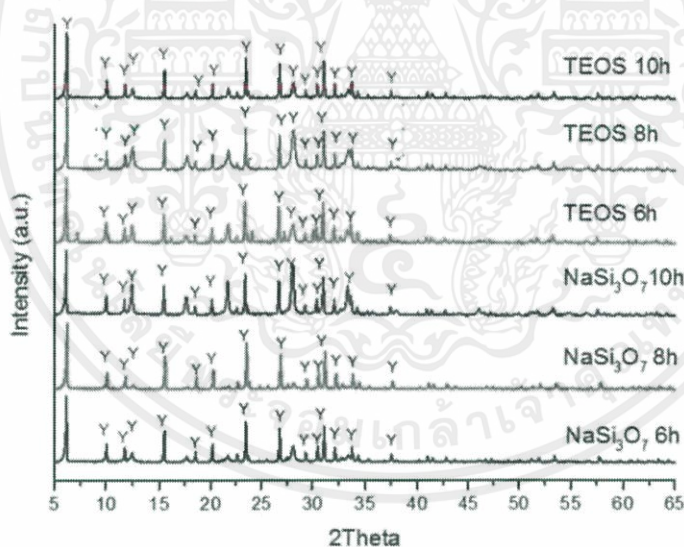 Y
Y Y Y Y Y Y Y Y Y Y Y Y Y Y
TEOS 10h
Y Y Y Y Y Y Y Y Y Y Y Y Y Y
TEOS 8h
Y Y Y Y Y Y Y Y Y Y Y Y Y Y
TEOS 6h
Y Y Y Y Y Y Y Y Y Y Y Y Y Y
NaSi₃O₇ 10h
Y Y Y Y Y Y Y Y Y Y Y Y Y
NaSi₃O₇ 8h
Y Y Y Y Y Y Y Y Y Y Y Y Y
NaSi₃O₇ 6h
Intensity (a.u.)
5 10 15 20 25 30 35 40 45 50 55 60 65
2Theta